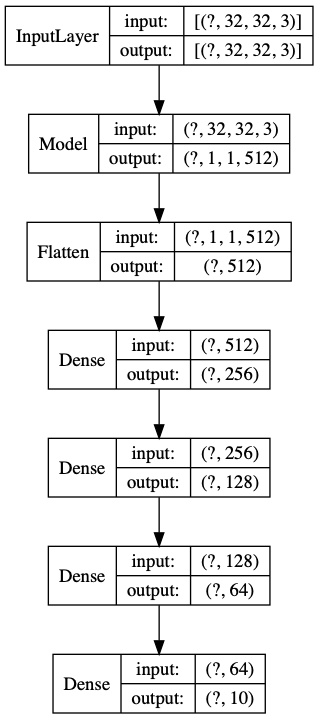 InputLayer
input: [(?, 32, 32, 3)]
output: [(?, 32, 32, 3)]
Model
input: (?, 32, 32, 3)
output: (?, 1, 1, 512)
Flatten
input: (?, 1, 1, 512)
output: (?, 512)
Dense
input: (?, 512)
output: (?, 256)
Dense
input: (?, 256)
output: (?, 128)
Dense
input: (?, 128)
output: (?, 64)
Dense
input: (?, 64)
output: (?, 10)